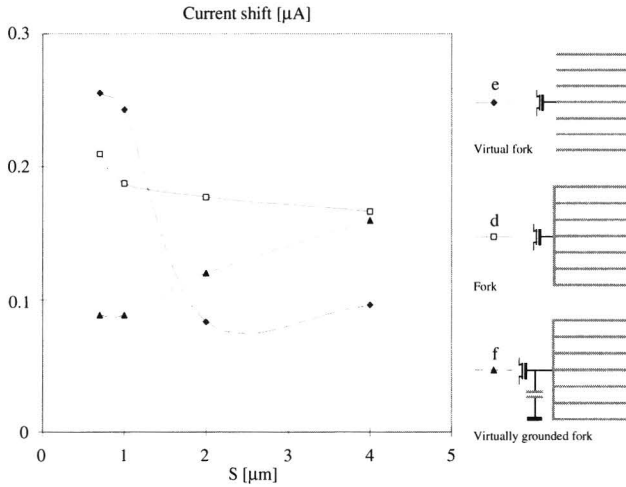 Current shift [µA]
0.3
0.2
0.1
0
0
1
2
3
4
5
S [µm]
e
Virtual fork
d
Fork
f
Virtually grounded fork